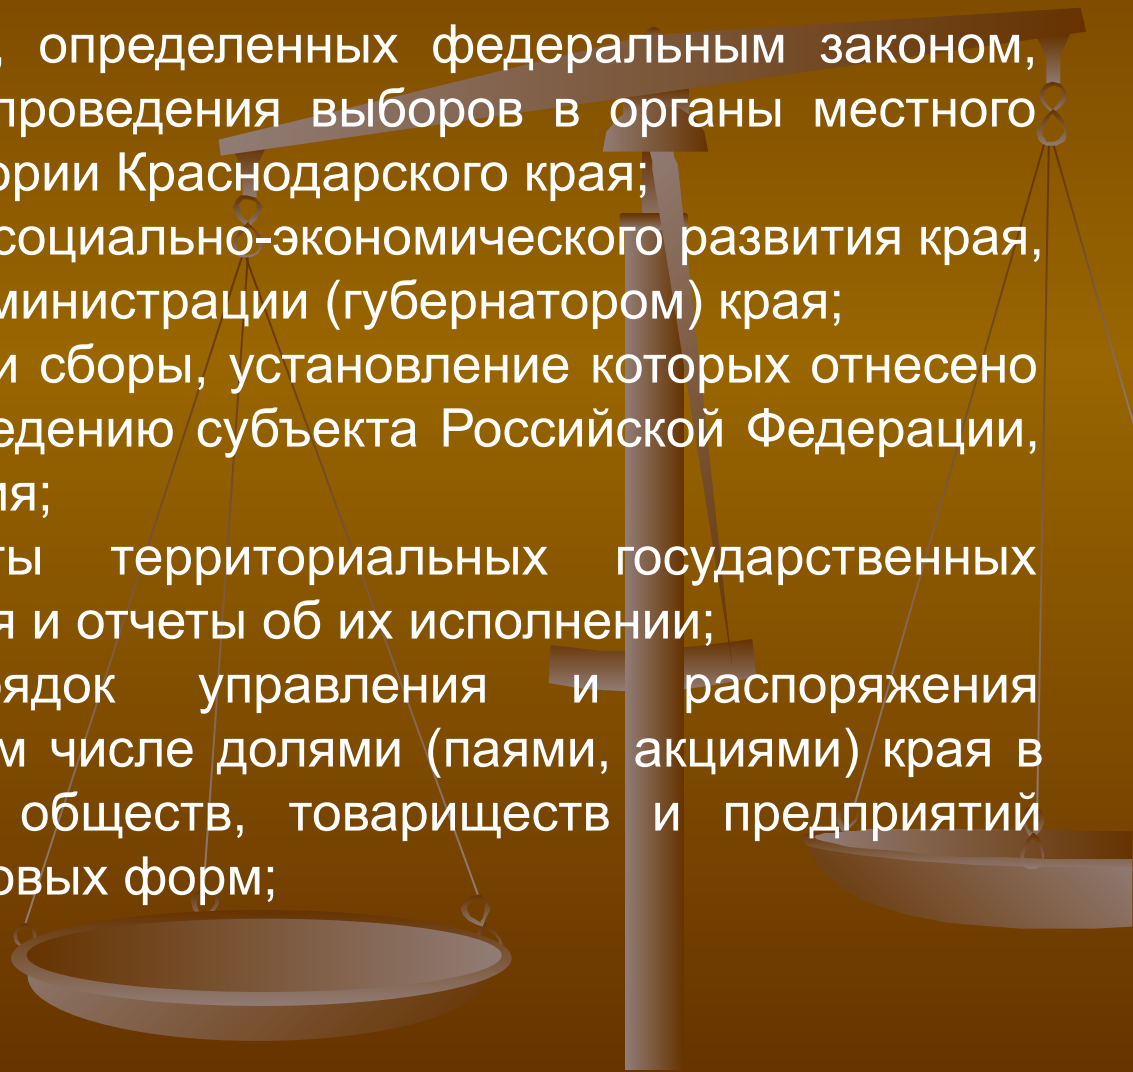 , определенных федеральным законом,
проведения выборов в органы местного
ории Краснодарского края;
социально-экономического развития края,
министрации (губернатором) края;
и сборы, установление которых отнесено
едению субъекта Российской Федерации,
ия;
ты территориальных государственных
я и отчеты об их исполнении;
рядок управления и распоряжения
м числе долями (паями, акциями) края в
обществ, товариществ и предприятий
овых форм;